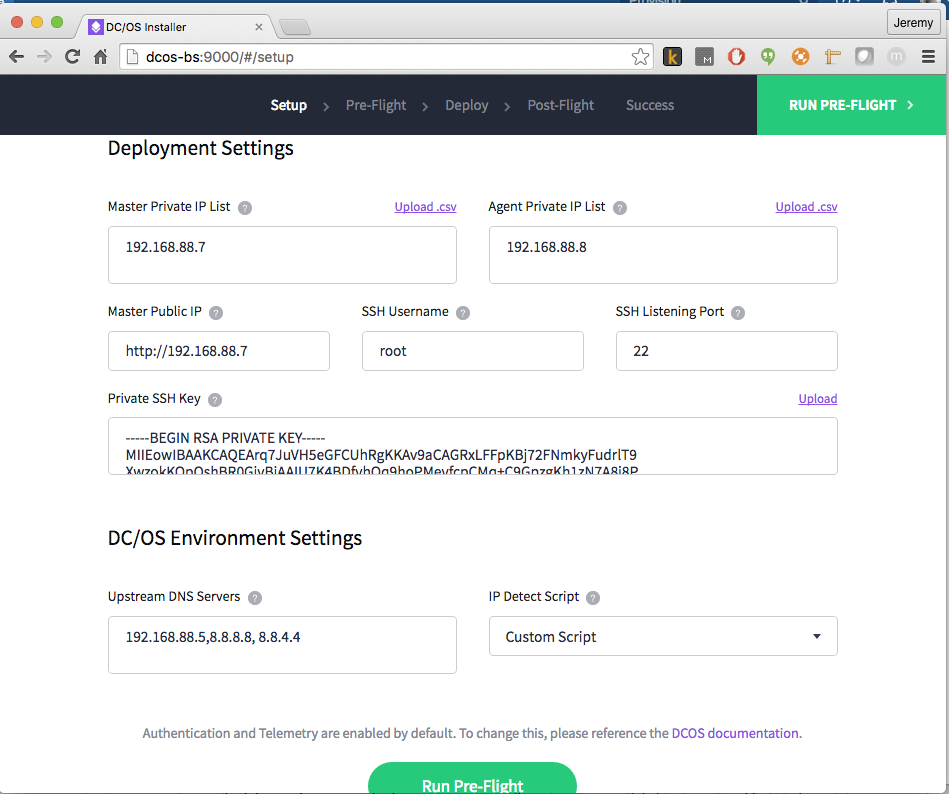 DC/OS Installer
Jeremy
dcos-bs:9000/#/setup
Setup Pre-Flight Deploy Post-Flight Success RUN PRE-FLIGHT
Deployment Settings
Master Private IP List ? Upload .csv Agent Private IP List ? Upload .csv
192.168.88.7 192.168.88.8
Master Public IP ? SSH Username ? SSH Listening Port ?
http://192.168.88.7 root 22
Private SSH Key ? Upload
-----BEGIN RSA PRIVATE KEY-----
MIIEowIBAAKCAQEArq7JuVH5eGFCUhRgKKAv9aCAGRxLFFpKBj72FNmkyFudrlT9
DC/OS Environment Settings
Upstream DNS Servers ? IP Detect Script ?
192.168.88.5,8.8.8.8, 8.8.4.4 Custom Script
Authentication and Telemetry are enabled by default. To change this, please reference the DCOS documentation.
Run Pre-Flight